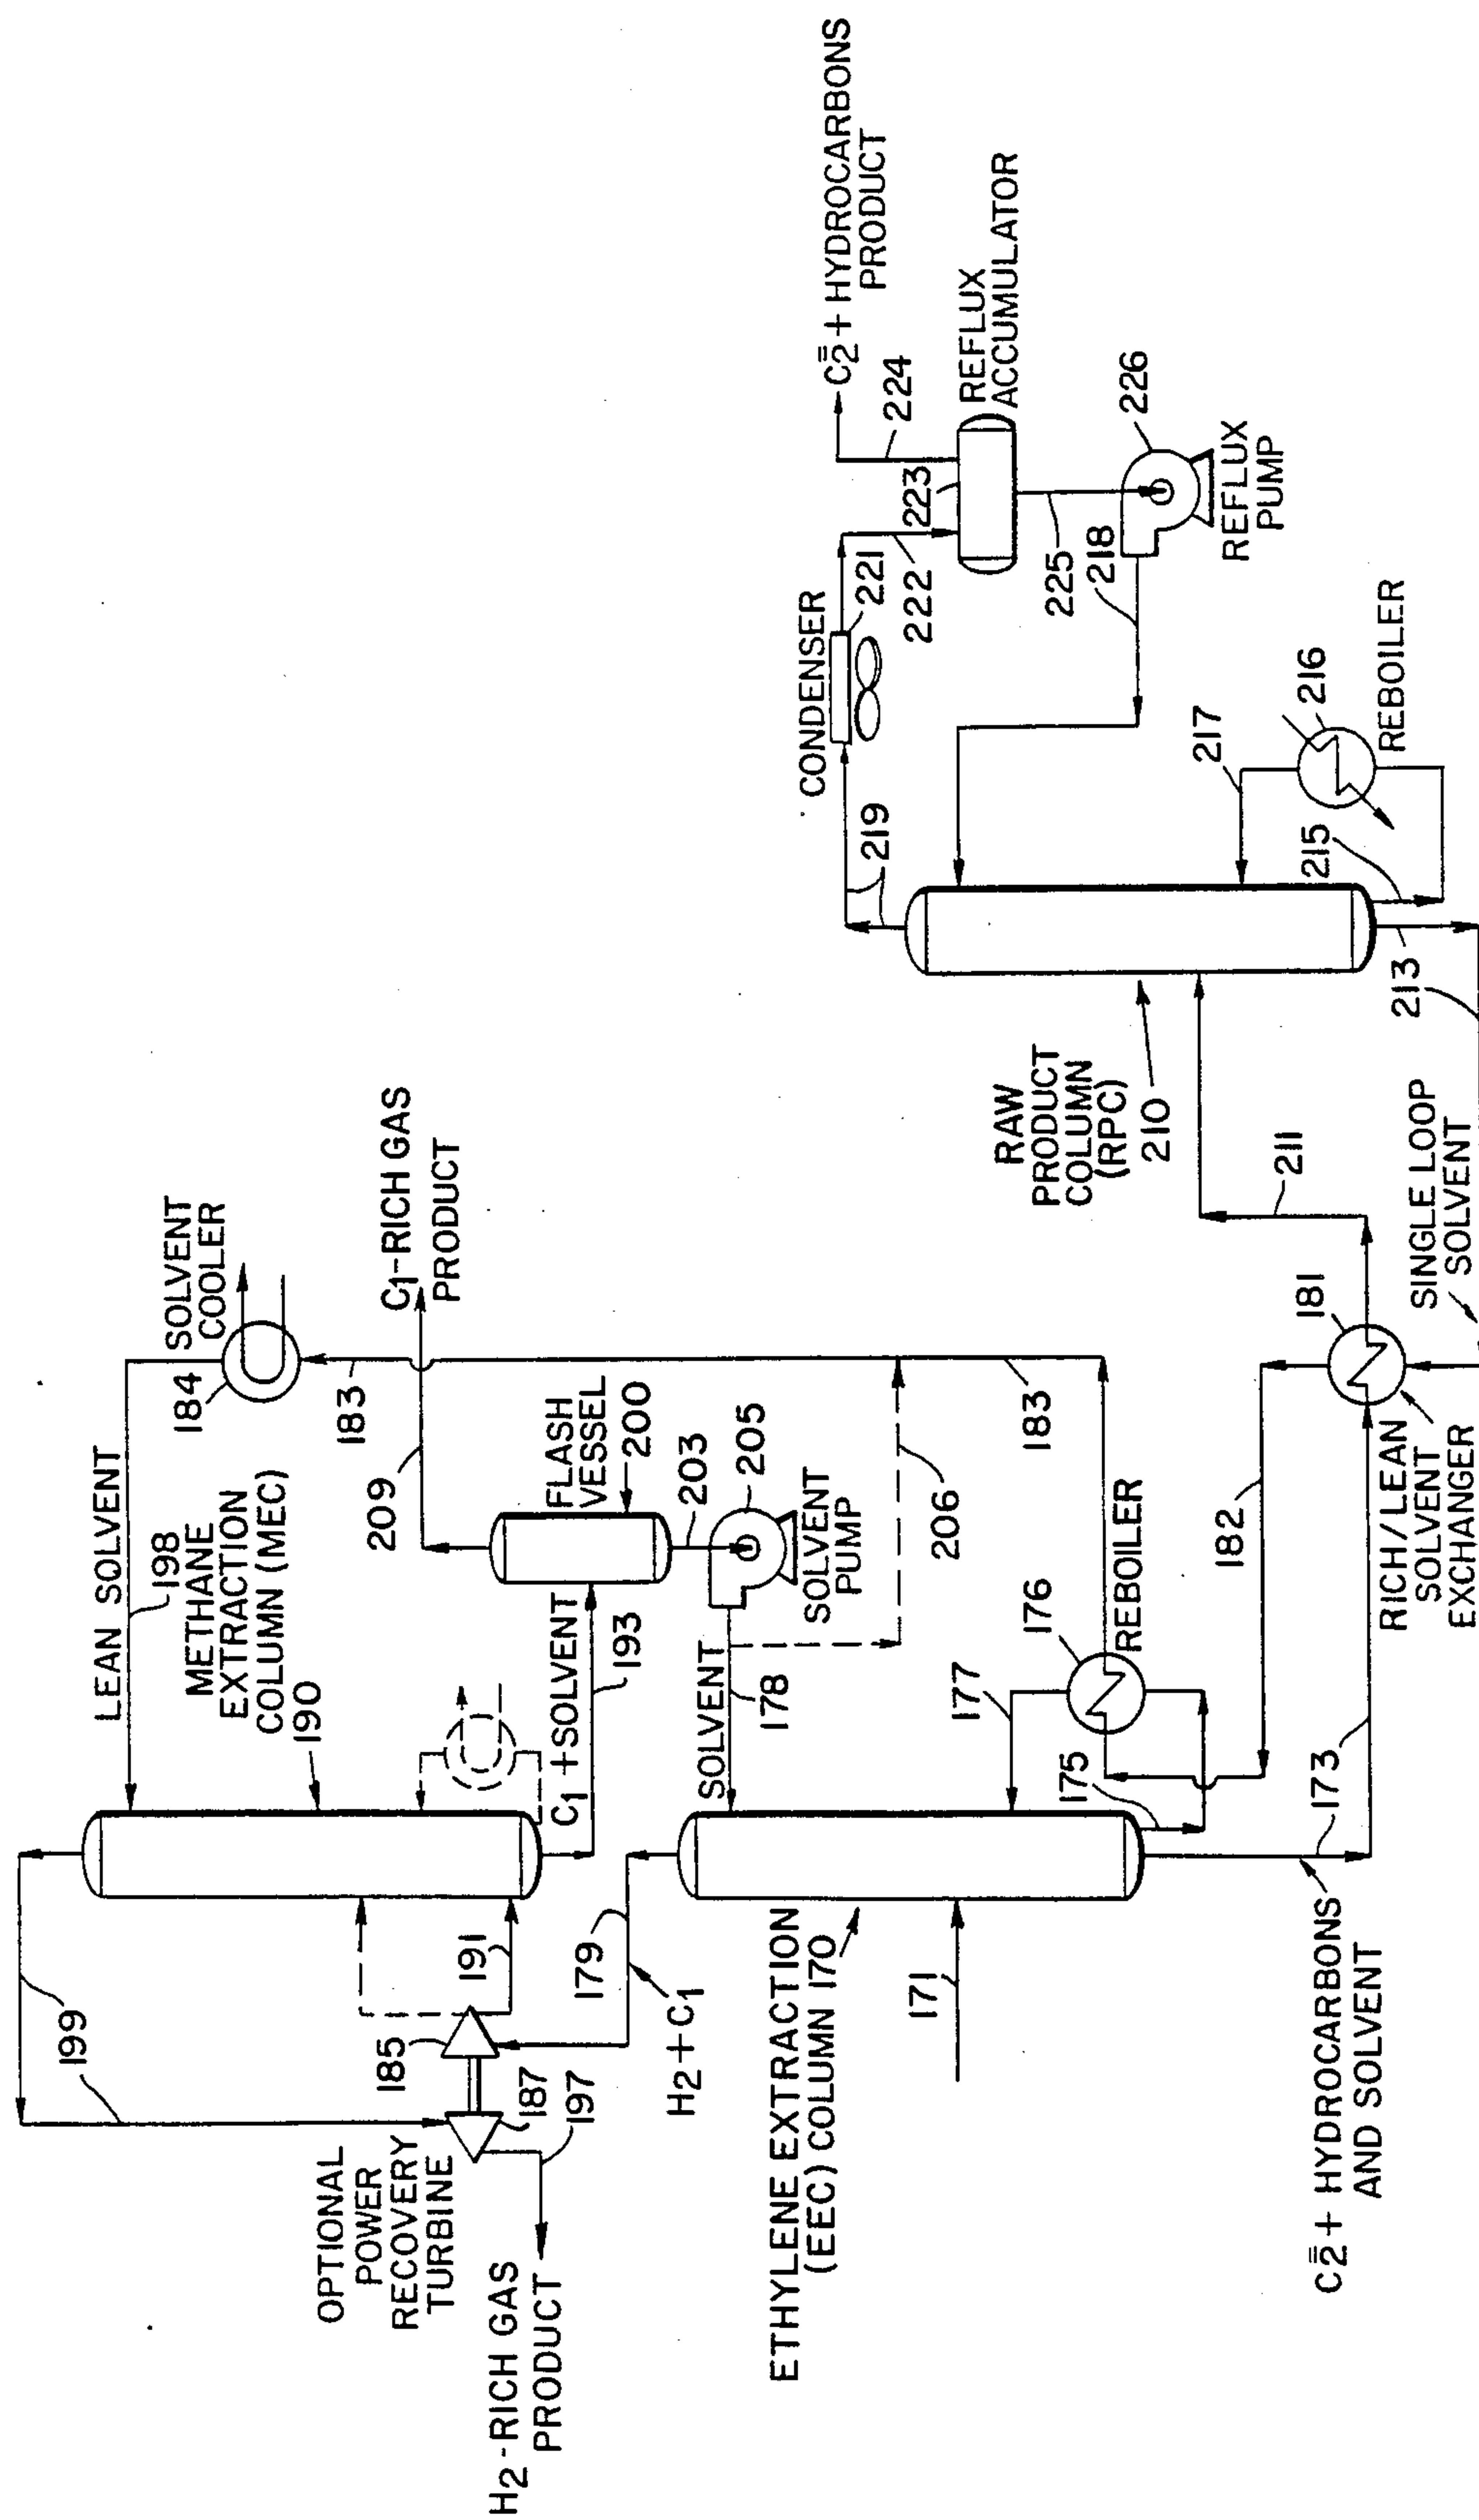 LEAN SOLVENT
198
METHANE
EXTRACTION
COLUMN (MEC)
190
199
185
191
OPTIONAL
POWER
RECOVERY
TURBINE
187
197
H2-RICH GAS
PRODUCT
179
H2+C1
SOLVENT
COOLER
184
183
C1-RICH GAS
PRODUCT
209
FLASH
VESSEL
200
203
205
SOLVENT
PUMP
C1+SOLVENT
193
SOLVENT
178
206
183
ETHYLENE EXTRACTION
(EEC) COLUMN 170
171
177
176
REBOILER
175
182
173
C2=+ HYDROCARBONS
AND SOLVENT
RICH/LEAN
SOLVENT
EXCHANGER
181
SINGLE LOOP
SOLVENT
211
RAW
PRODUCT
COLUMN
(RPC)
210
213
215
217
216
REBOILER
219
CONDENSER
221
222
223
224
C2=+ HYDROCARBONS
PRODUCT
REFLUX
ACCUMULATOR
225
218
226
REFLUX
PUMP